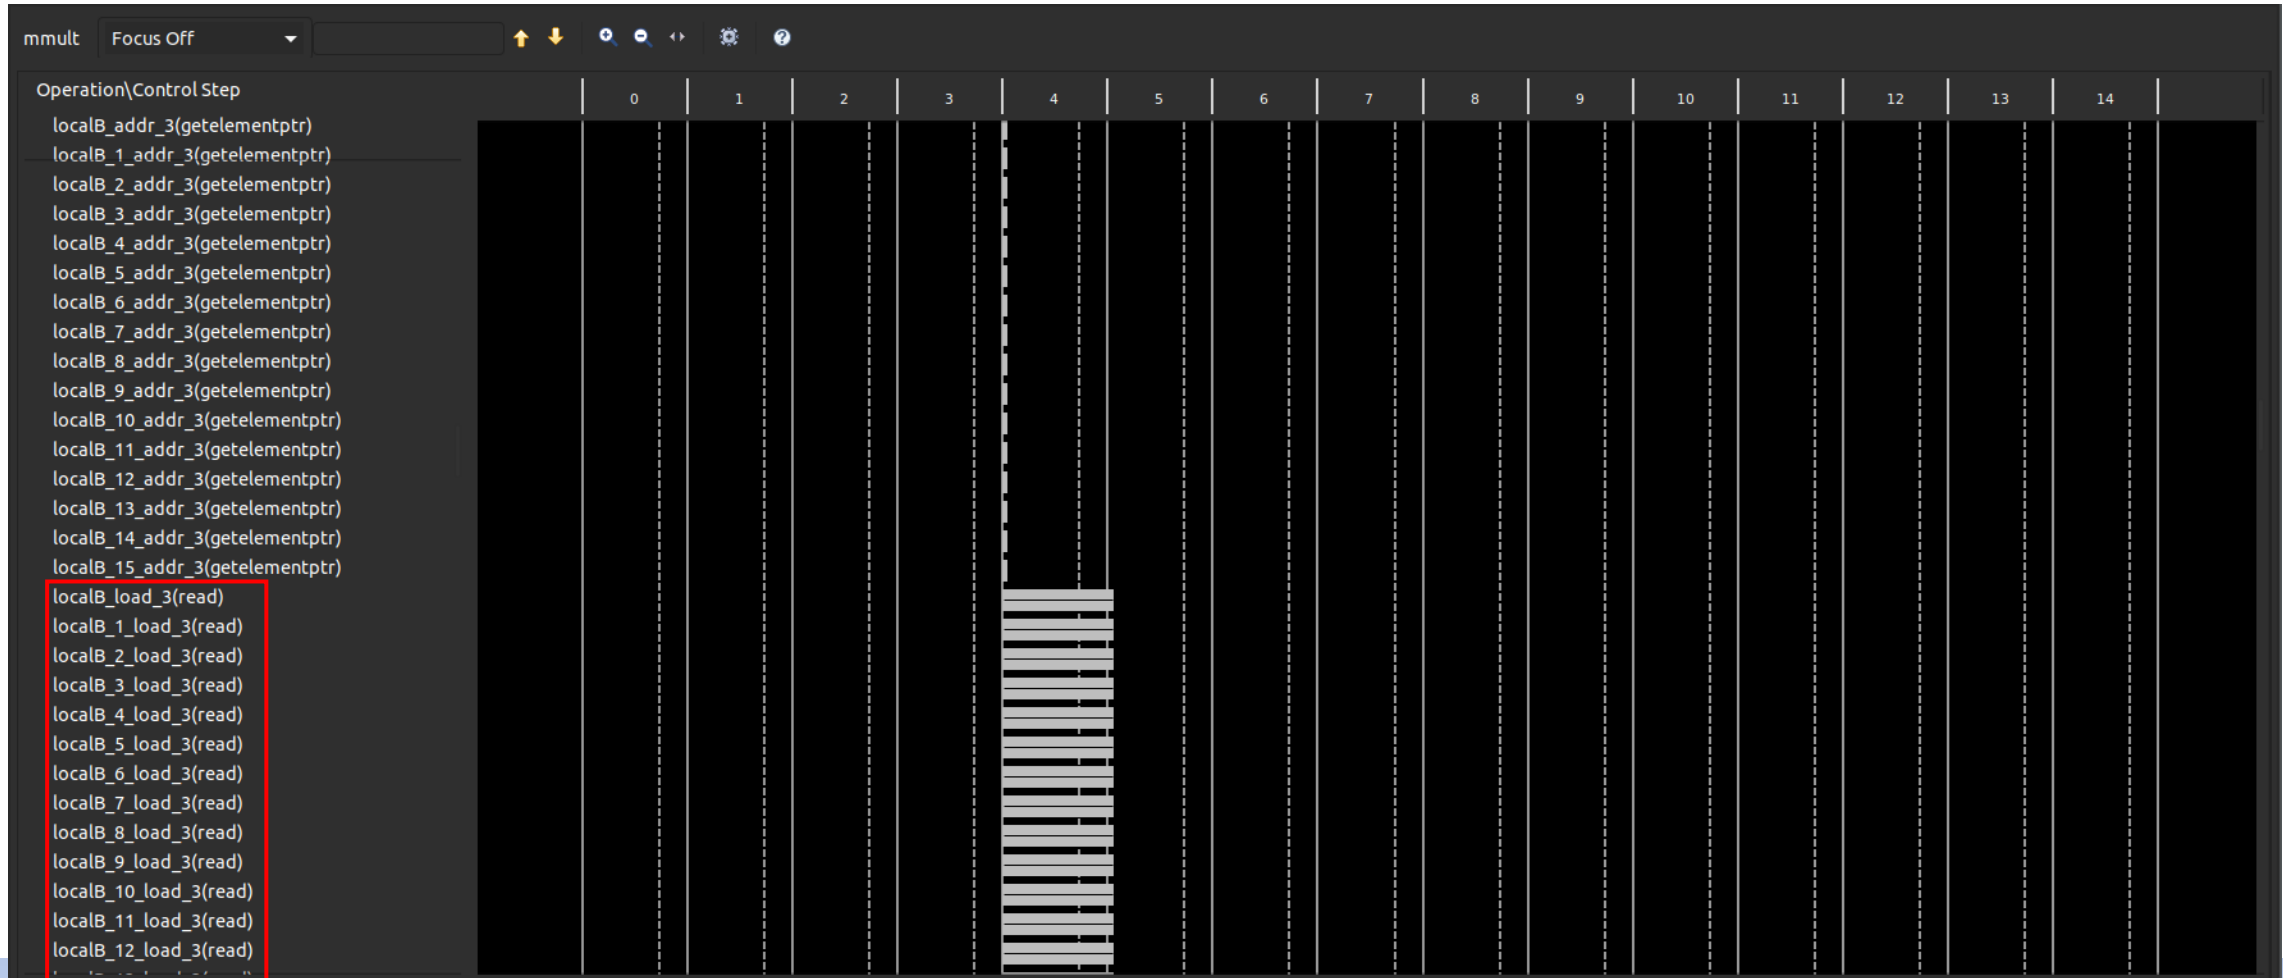 mmult Focus Off
Operation\Control Step 0 1 2 3 4 5 6 7 8 9 10 11 12 13 14
localB_addr_3(getelementptr)
localB_1_addr_3(getelementptr)
localB_2_addr_3(getelementptr)
localB_3_addr_3(getelementptr)
localB_4_addr_3(getelementptr)
localB_5_addr_3(getelementptr)
localB_6_addr_3(getelementptr)
localB_7_addr_3(getelementptr)
localB_8_addr_3(getelementptr)
localB_9_addr_3(getelementptr)
localB_10_addr_3(getelementptr)
localB_11_addr_3(getelementptr)
localB_12_addr_3(getelementptr)
localB_13_addr_3(getelementptr)
localB_14_addr_3(getelementptr)
localB_15_addr_3(getelementptr)
localB_load_3(read)
localB_1_load_3(read)
localB_2_load_3(read)
localB_3_load_3(read)
localB_4_load_3(read)
localB_5_load_3(read)
localB_6_load_3(read)
localB_7_load_3(read)
localB_8_load_3(read)
localB_9_load_3(read)
localB_10_load_3(read)
localB_11_load_3(read)
localB_12_load_3(read)